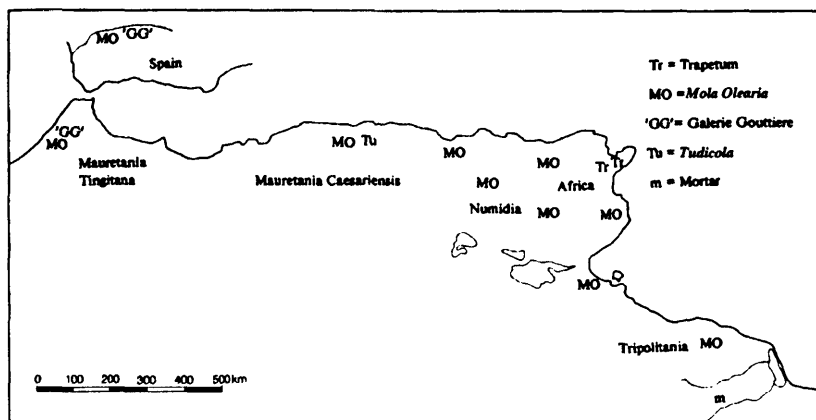 MO 'GG'
Spain
'GG'
MO
Mauretania
Tingitana
MO Tu
Mauretania Caesariensis
MO
MO
MO
Numidia
MO
Africa
Tr Tr
MO
MO
Tripolitania MO
m
Tr = Trapetum
MO = Mola Olearia
'GG' = Galerie Gouttiere
Tu = Tudicola
m = Mortar
0 100 200 300 400 500 km